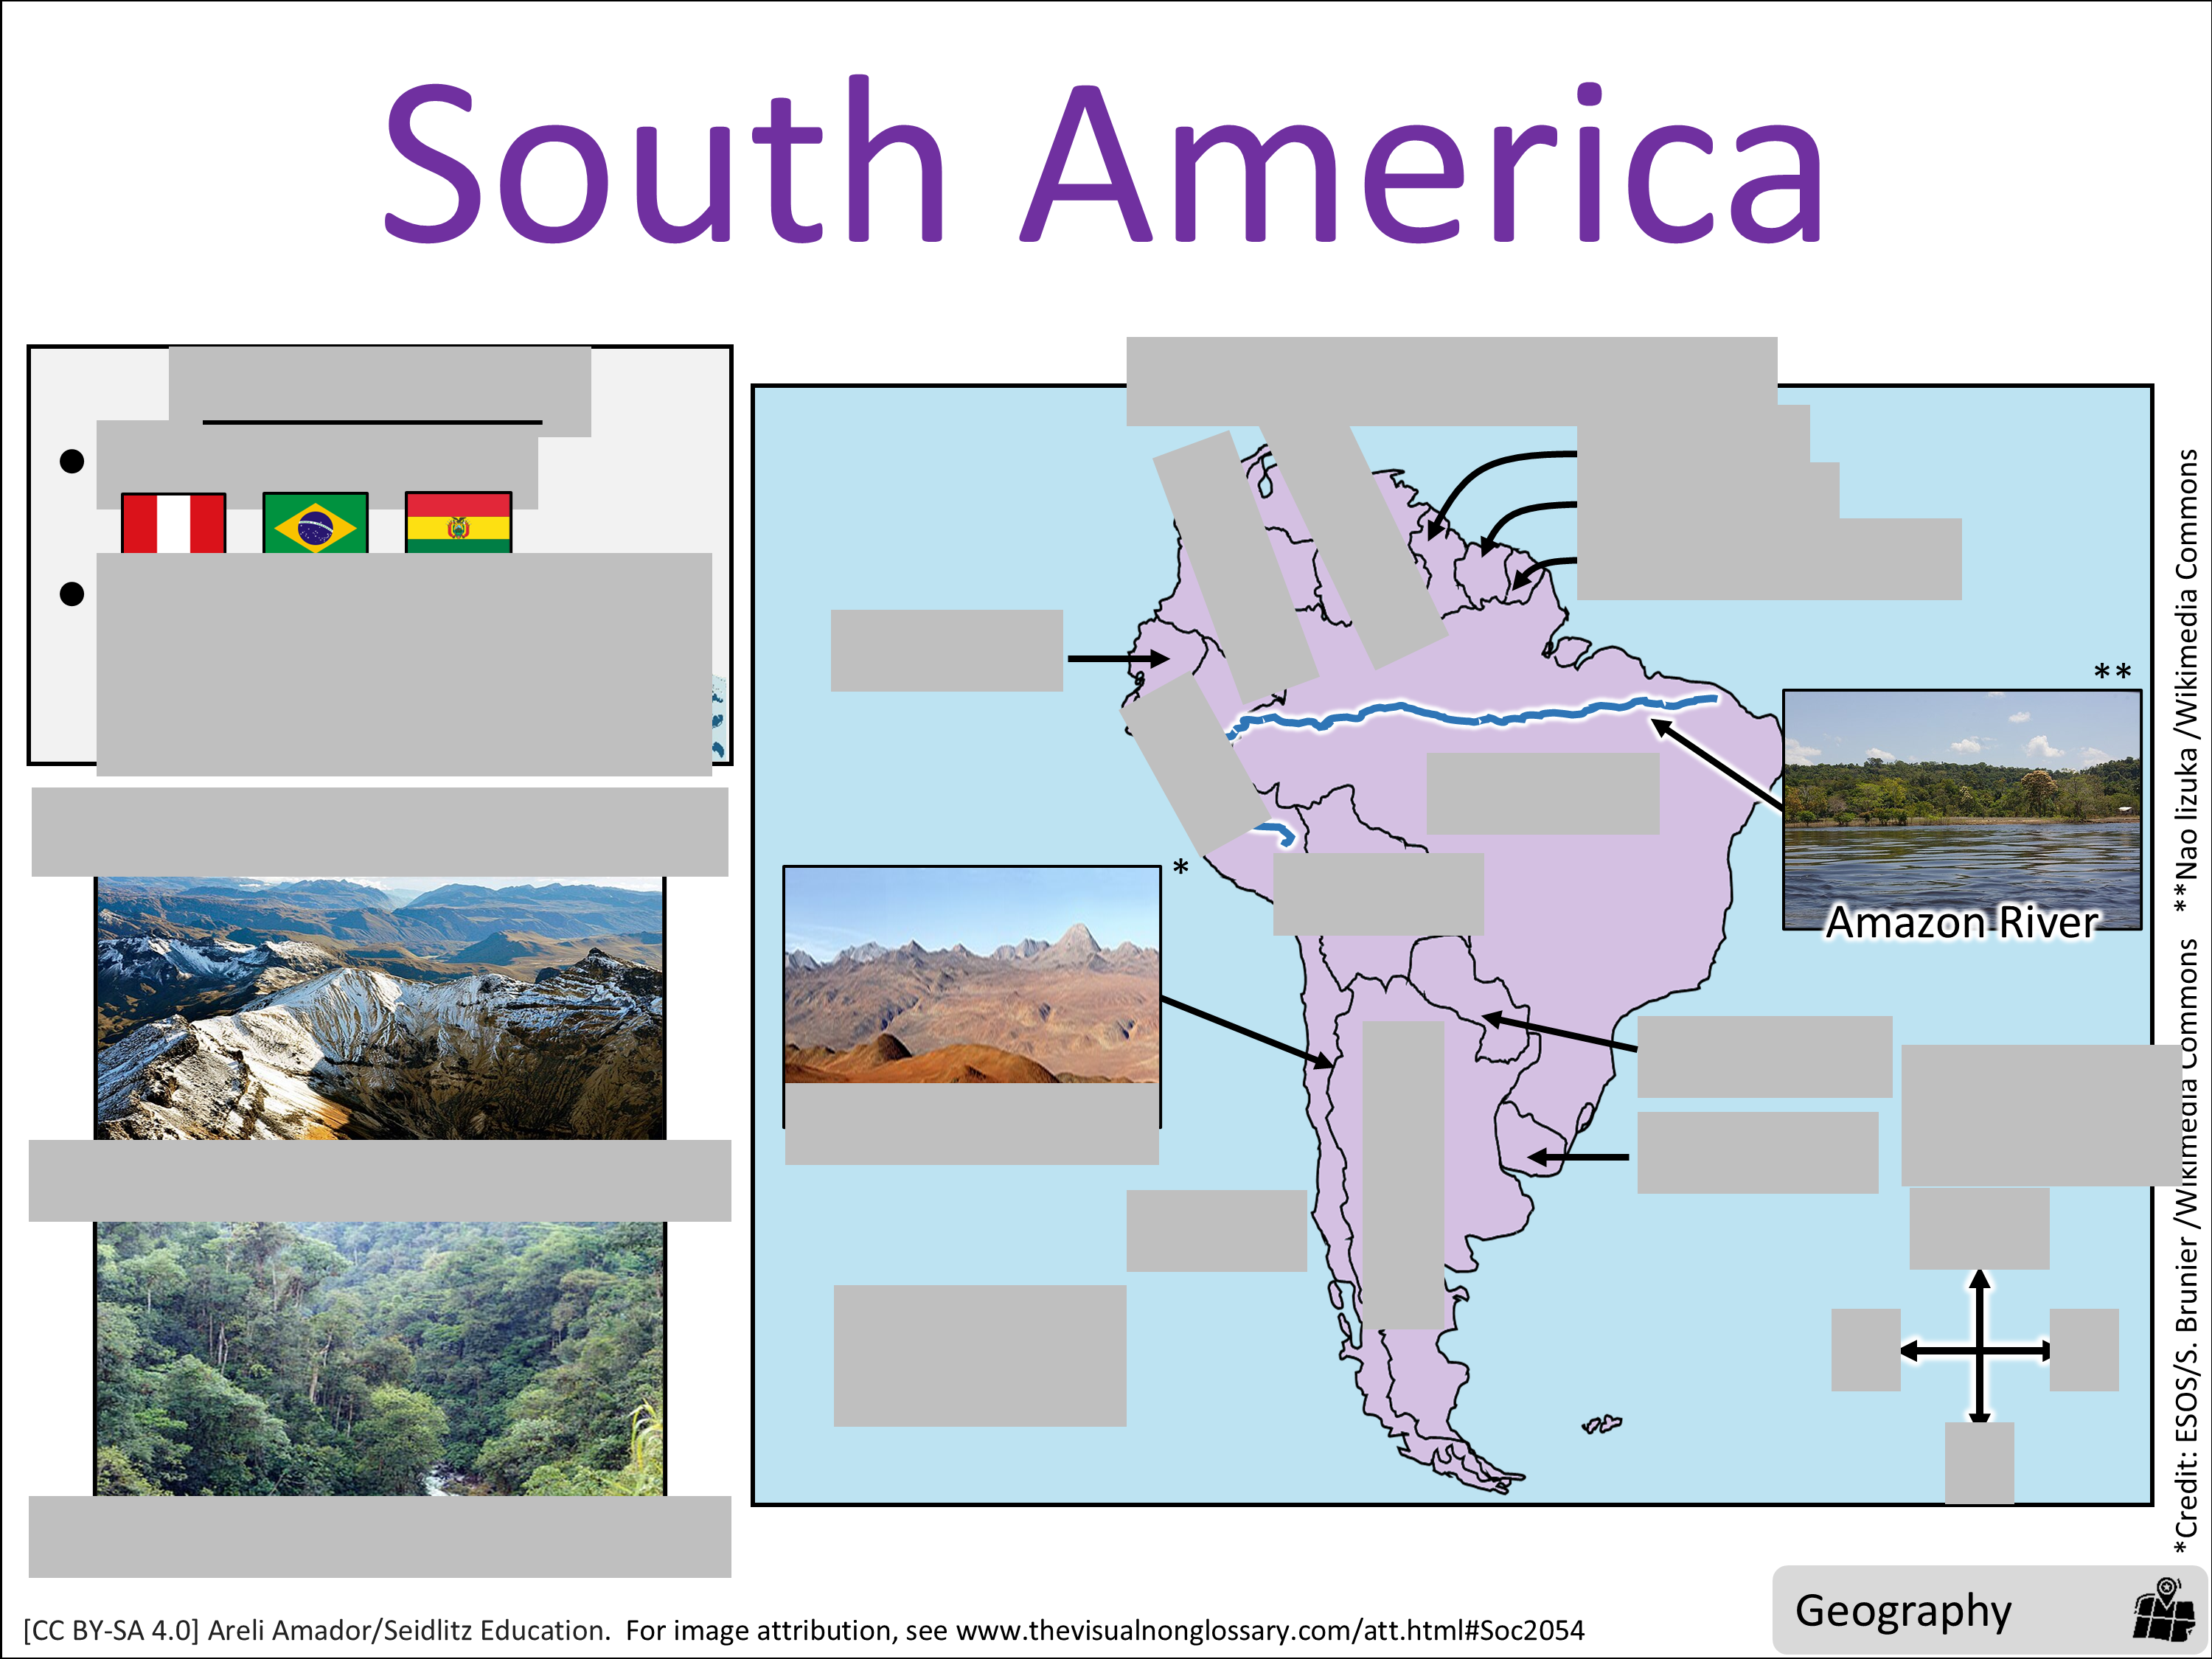 South America
**
Amazon River
*
*Credit: ESOS/S. Brunier /Wikimedia Commons **Nao Iizuka /Wikimedia Commons
Geography
[CC BY-SA 4.0] Areli Amador/Seidlitz Education. For image attribution, see www.thevisualnonglossary.com/att.html#Soc2054